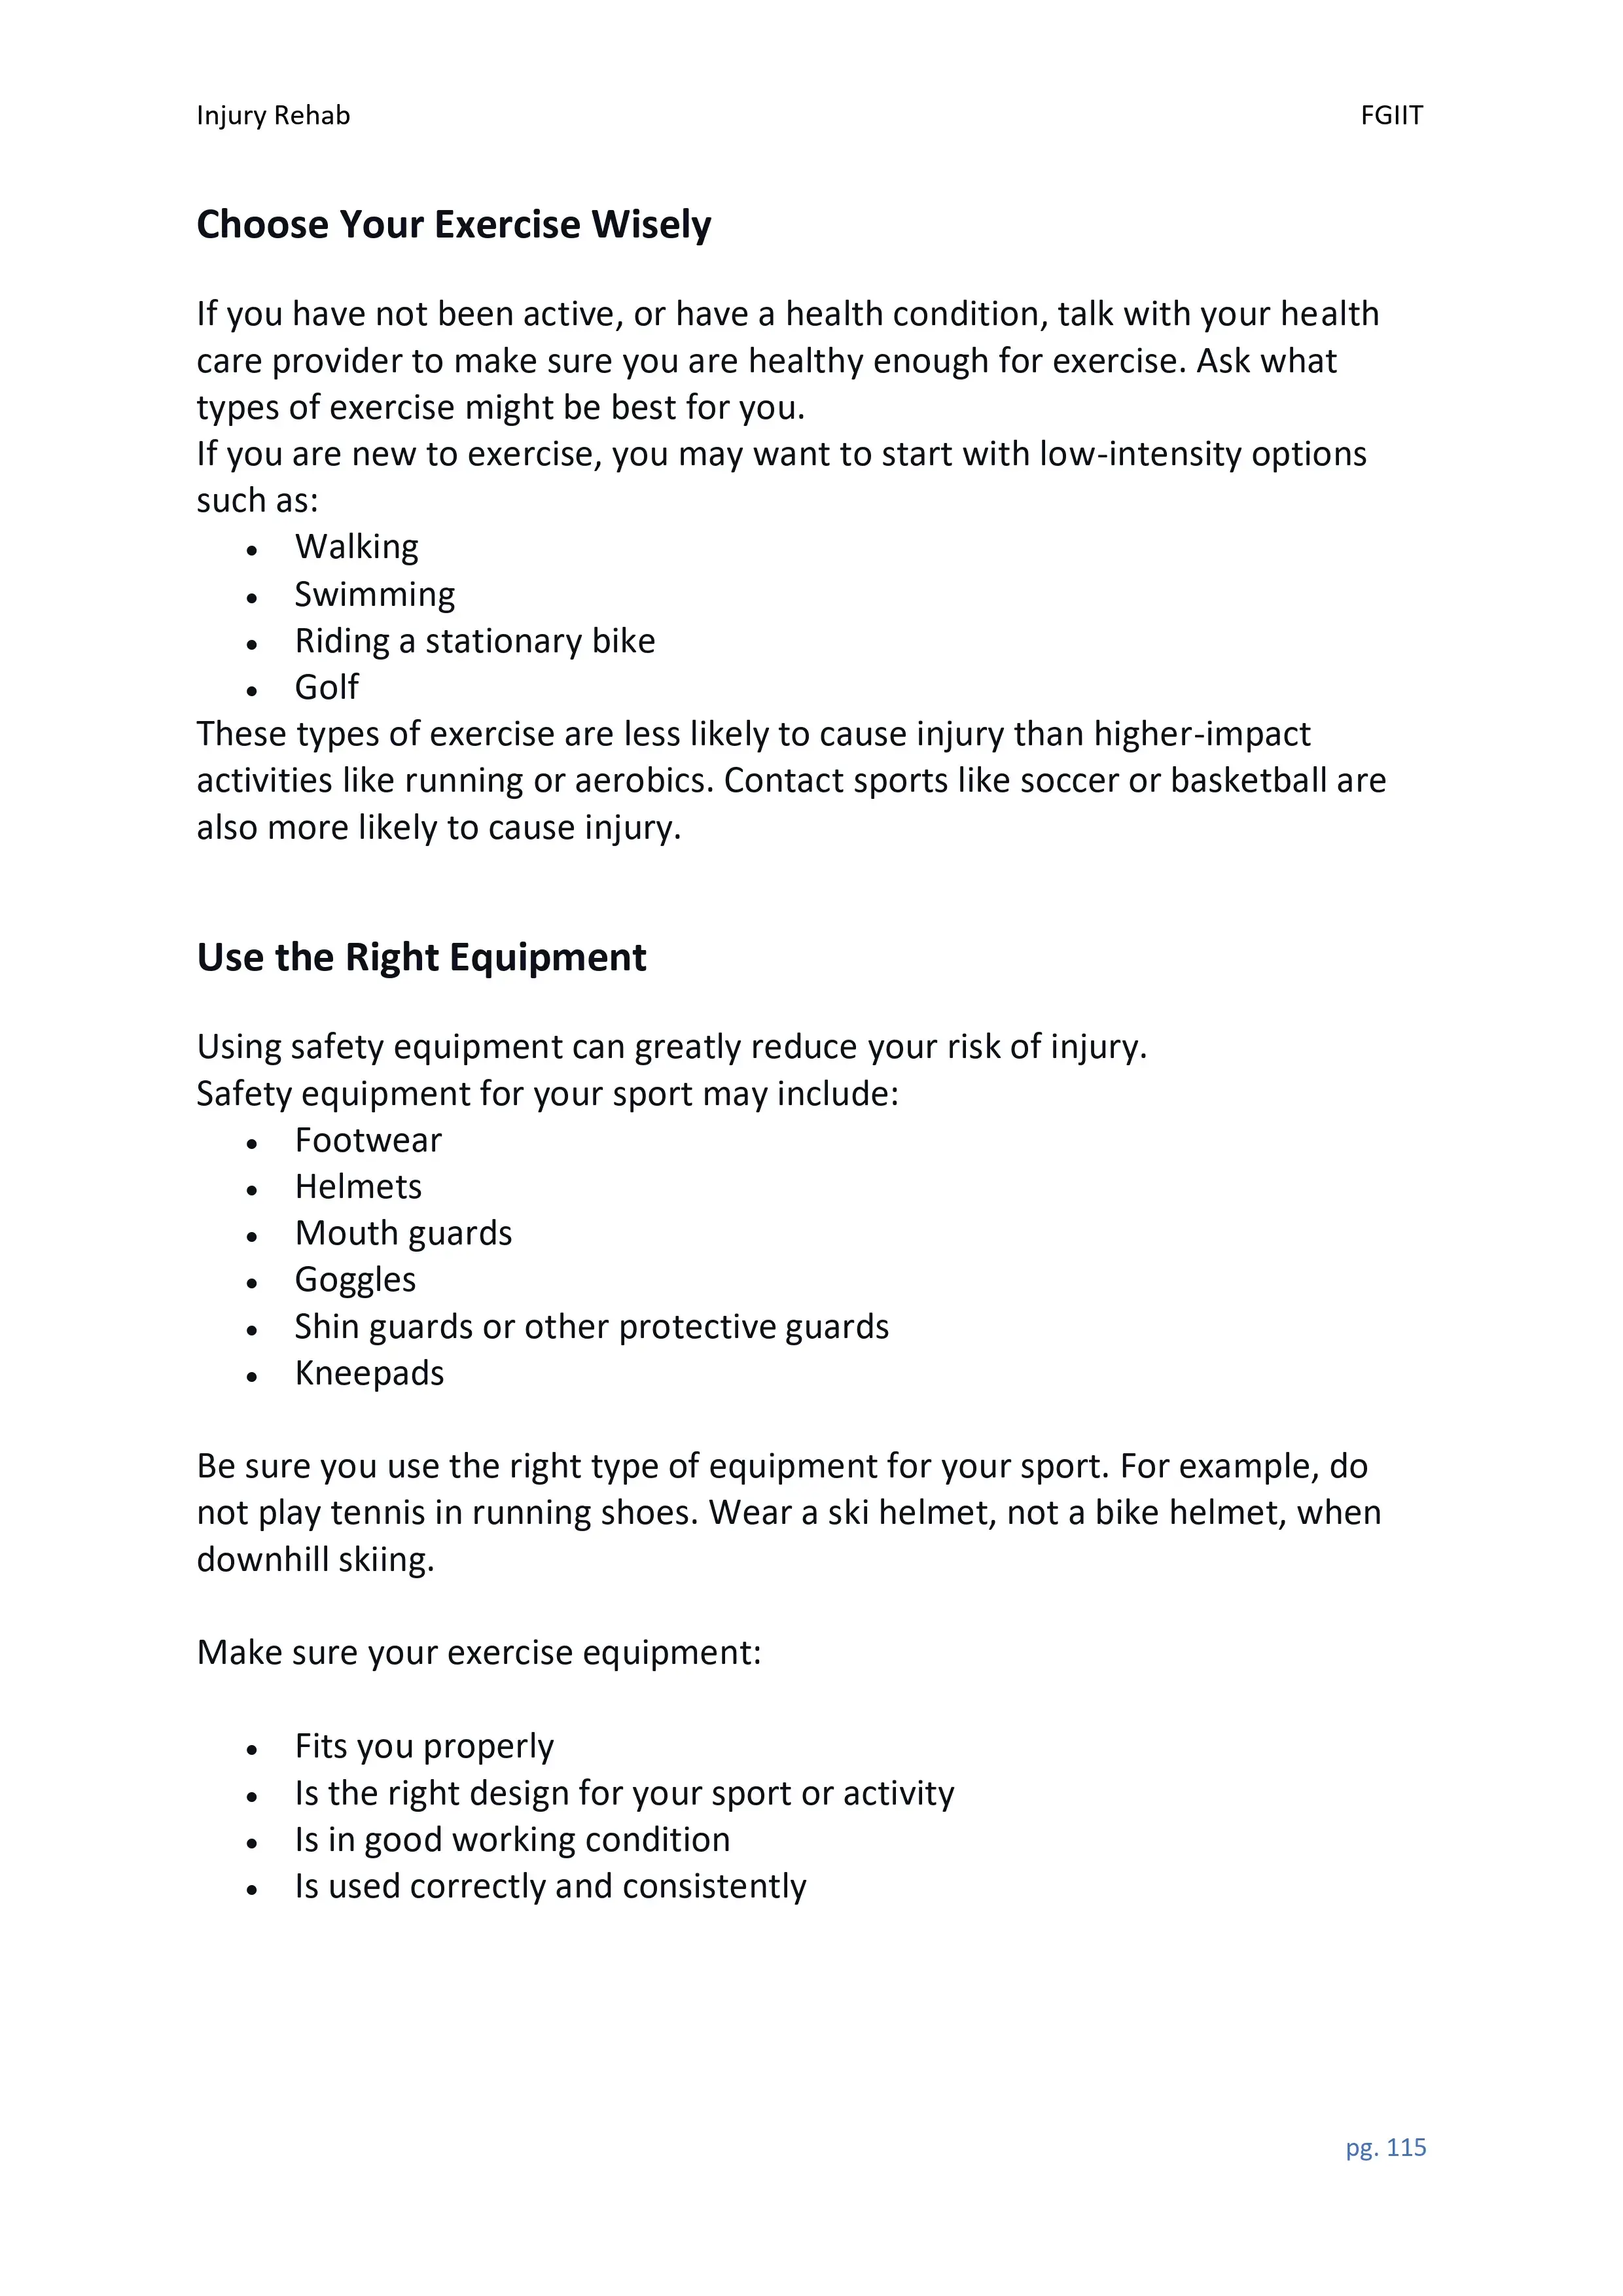 Injury Rehab FGIIT
Choose Your Exercise Wisely
If you have not been active, or have a health condition, talk with your health
care provider to make sure you are healthy enough for exercise. Ask what
types of exercise might be best for you.
If you are new to exercise, you may want to start with low-intensity options
such as:
• Walking
• Swimming
• Riding a stationary bike
• Golf
These types of exercise are less likely to cause injury than higher-impact
activities like running or aerobics. Contact sports like soccer or basketball are
also more likely to cause injury.
Use the Right Equipment
Using safety equipment can greatly reduce your risk of injury.
Safety equipment for your sport may include:
• Footwear
• Helmets
• Mouth guards
• Goggles
• Shin guards or other protective guards
• Kneepads
Be sure you use the right type of equipment for your sport. For example, do
not play tennis in running shoes. Wear a ski helmet, not a bike helmet, when
downhill skiing.
Make sure your exercise equipment:
• Fits you properly
• Is the right design for your sport or activity
• Is in good working condition
• Is used correctly and consistently
pg. 115